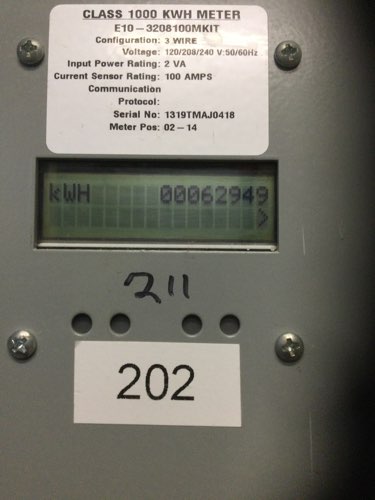 CLASS 1000 KWH METER
E10-3208100MKIT
Configuration: 3 WIRE
Voltage: 120/208/240 V:50/60Hz
Input Power Rating: 2 VA
Current Sensor Rating: 100 AMPS
Communication
Protocol:
Serial No: 1319TMAJ0418
Meter Pos: 02-14
kWH 00062949
>
211
202